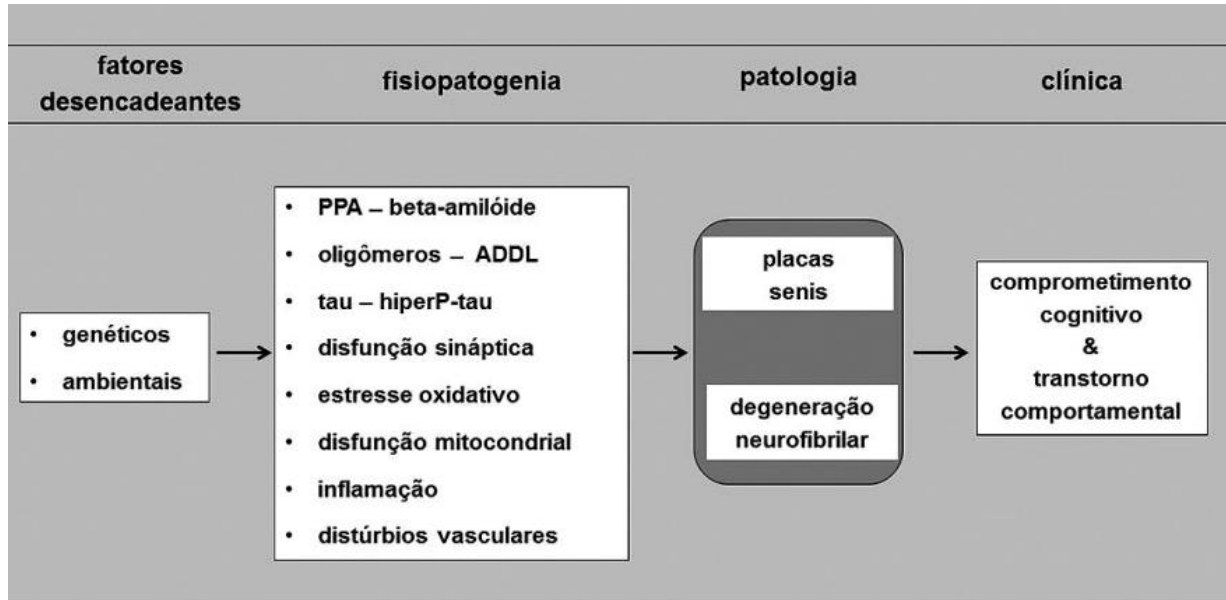 fatores
desencadeantes
fisiopatogenia
patologia
clínica
• genéticos
• ambientais
• PPA – beta-amilóide
• oligômeros – ADDL
• tau – hiperP-tau
• disfunção sináptica
• estresse oxidativo
• disfunção mitocondrial
• inflamação
• distúrbios vasculares
placas
senis
degeneração
neurofibrilar
comprometimento
cognitivo
&
transtorno
comportamental